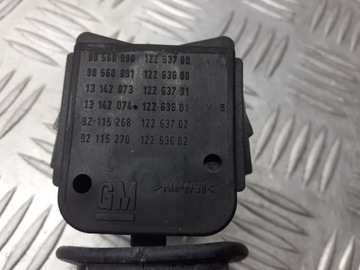 90 560 990 122 637 00
90 560 991 122 636 00
13 142 073 122 637 01
13 142 074 122 636 01
92 115 268 122 637 02
92 115 270 122 636 02
GM